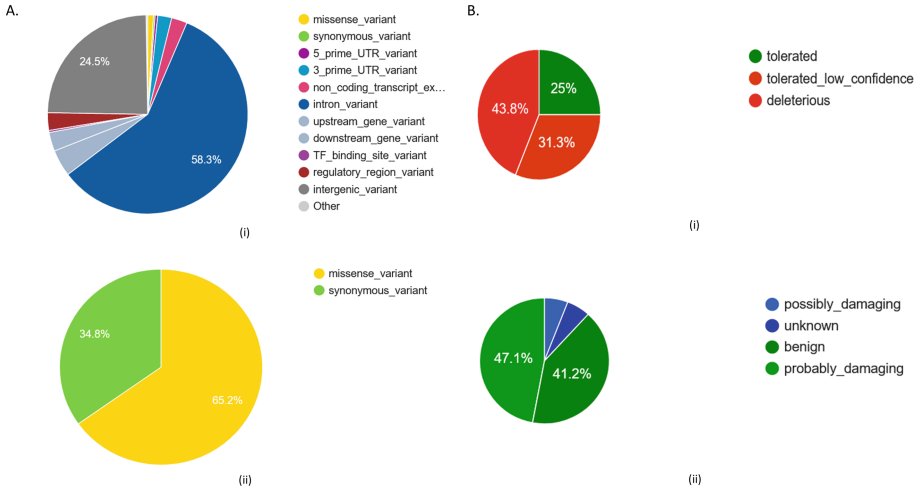 A.
24.5%
58.3%
missense_variant
synonymous_variant
5_prime_UTR_variant
3_prime_UTR_variant
non_coding_transcript_ex...
intron_variant
upstream_gene_variant
downstream_gene_variant
TF_binding_site_variant
regulatory_region_variant
intergenic_variant
Other
(i)
34.8%
65.2%
missense_variant
synonymous_variant
(ii)
B.
25%
43.8%
31.3%
tolerated
tolerated_low_confidence
deleterious
(i)
47.1%
41.2%
possibly_damaging
unknown
benign
probably_damaging
(ii)